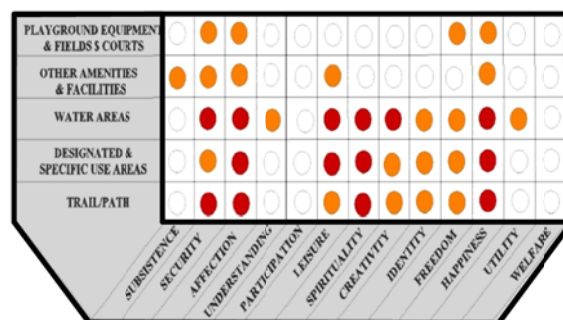 PLAYGROUND EQUIPMENT
& FIELDS $ COURTS
OTHER AMENITIES
& FACILITIES
WATER AREAS
DESIGNATED &
SPECIFIC USE AREAS
TRAIL/PATH
SUBSISTENCE
SECURITY
AFFECTION
UNDERSTANDING
PARTICIPATION
LEISURE
SPIRITUALITY
CREATIVITY
IDENTITY
FREEDOM
HAPPINESS
UTILITY
WELFARE